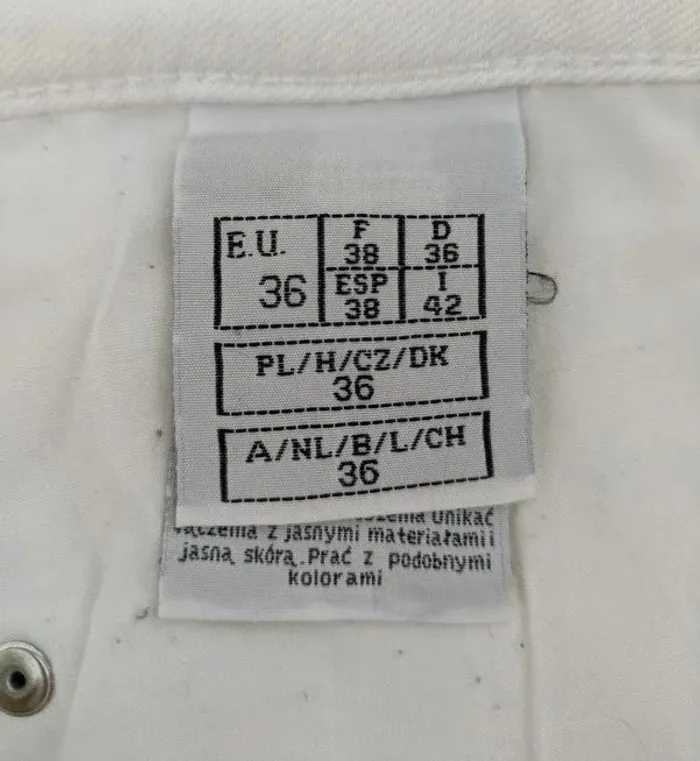 E.U. F D
38 36
36 ESP I
38 42
PL/H/CZ/DK
36
A/NL/B/L/CH
36
Unikać
z jasnymi materiałami i
jasną skórą. Prać z podobnymi
kolorami